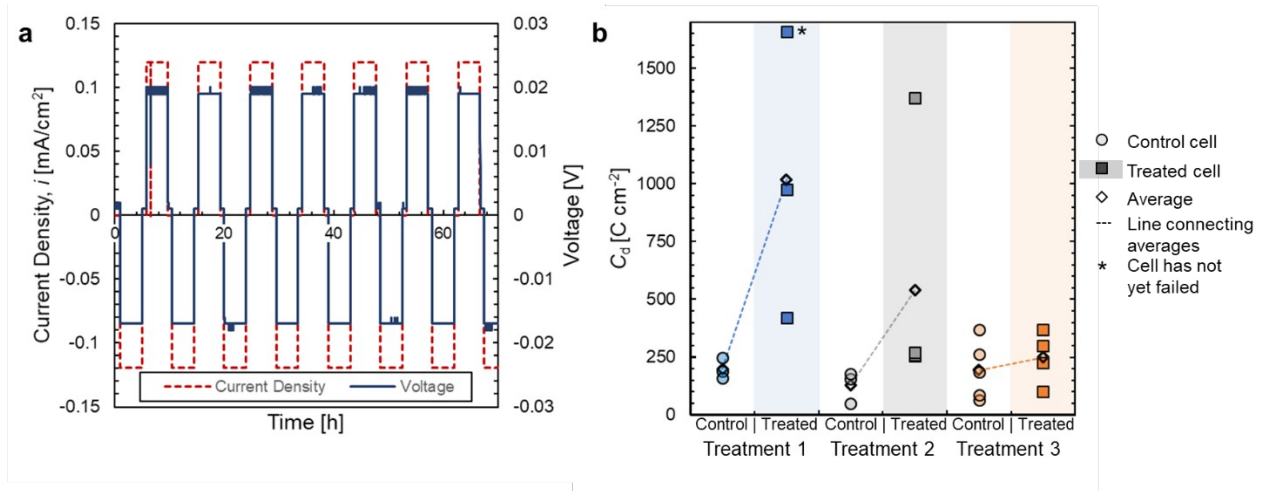 a
0.15
0.1
0.05
0
-0.05
-0.1
-0.15
Current Density, i [mA/cm²]
0 20 40 60
Time [h]
0.03
0.02
0.01
0
-0.01
-0.02
-0.03
Voltage [V]
Current Density Voltage
b
1500
1250
1000
750
500
250
0
Cd [C cm⁻²]
*
Control | Treated Control | Treated Control | Treated
Treatment 1 Treatment 2 Treatment 3
Control cell
Treated cell
Average
Line connecting
averages
* Cell has not
yet failed